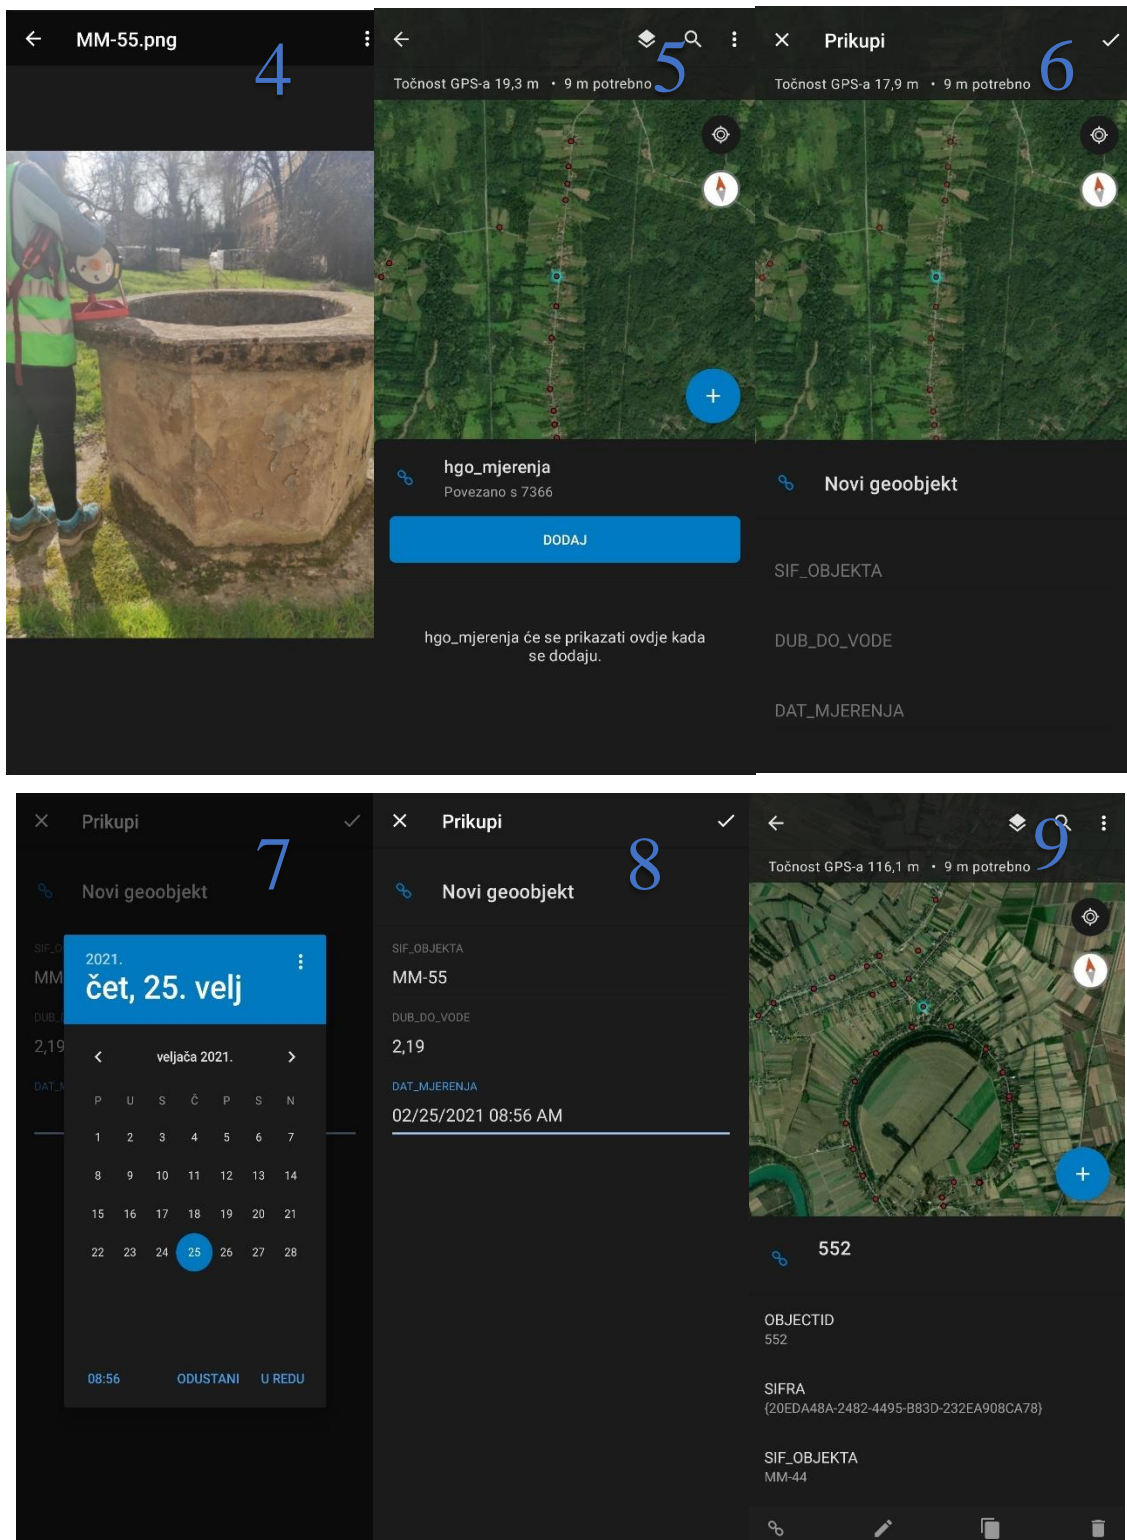 MM-55.png
4
5
Točnost GPS-a 19,3 m • 9 m potrebno
hgo_mjerenja
Povezano s 7366
DODAJ
hgo_mjerenja će se prikazati ovdje kada
se dodaju.
Prikupi
6
Točnost GPS-a 17,9 m • 9 m potrebno
Novi geoobjekt
SIF_OBJEKTA
DUB_DO_VODE
DAT_MJERENJA
Prikupi
7
Novi geoobjekt
SIF_O
MM
DUB_
2,19
DAT_M
2021.
čet, 25. velj
veljača 2021.
P U S Č P S N
1 2 3 4 5 6 7
8 9 10 11 12 13 14
15 16 17 18 19 20 21
22 23 24 25 26 27 28
08:56 ODUSTANI U REDU
Prikupi
8
Novi geoobjekt
SIF_OBJEKTA
MM-55
DUB_DO_VODE
2,19
DAT_MJERENJA
02/25/2021 08:56 AM
9
Točnost GPS-a 116,1 m • 9 m potrebno
552
OBJECTID
552
SIFRA
{20EDA48A-2482-4495-B83D-232EA908CA78}
SIF_OBJEKTA
MM-44